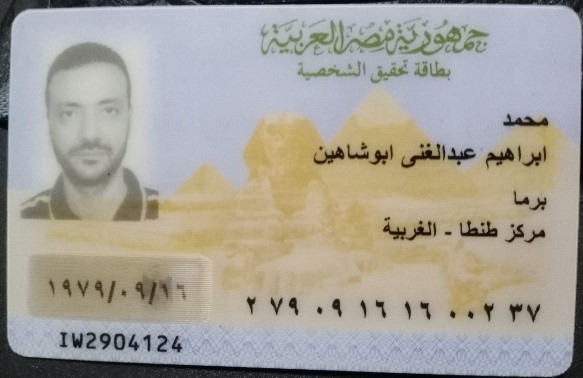 جمهورية مصر العربية
بطاقة تحقيق الشخصية
محمد
ابراهيم عبدالغنى ابوشاهين
برما
مركز طنطا - الغربية
١٩٧٩/٠٩/١٦
٢ ٧٩ ٠٩ ١٦ ١٦ ٠٠٢ ٣٧
IW2904124